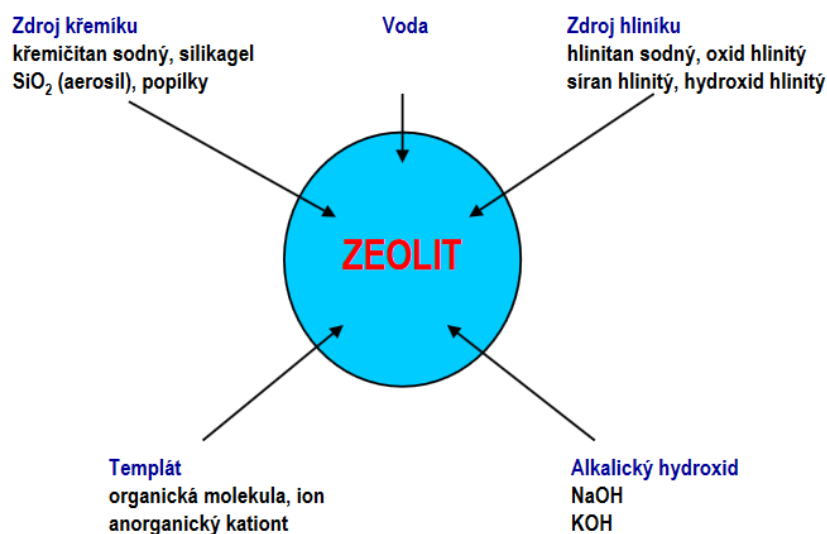 Zdroj křemíku
křemičitan sodný, silikagel
SiO₂ (aerosil), popílky
Voda
Zdroj hliníku
hlinitan sodný, oxid hlinitý
síran hlinitý, hydroxid hlinitý
ZEOLIT
Templát
organická molekula, ion
anorganický kationt
Alkalický hydroxid
NaOH
KOH